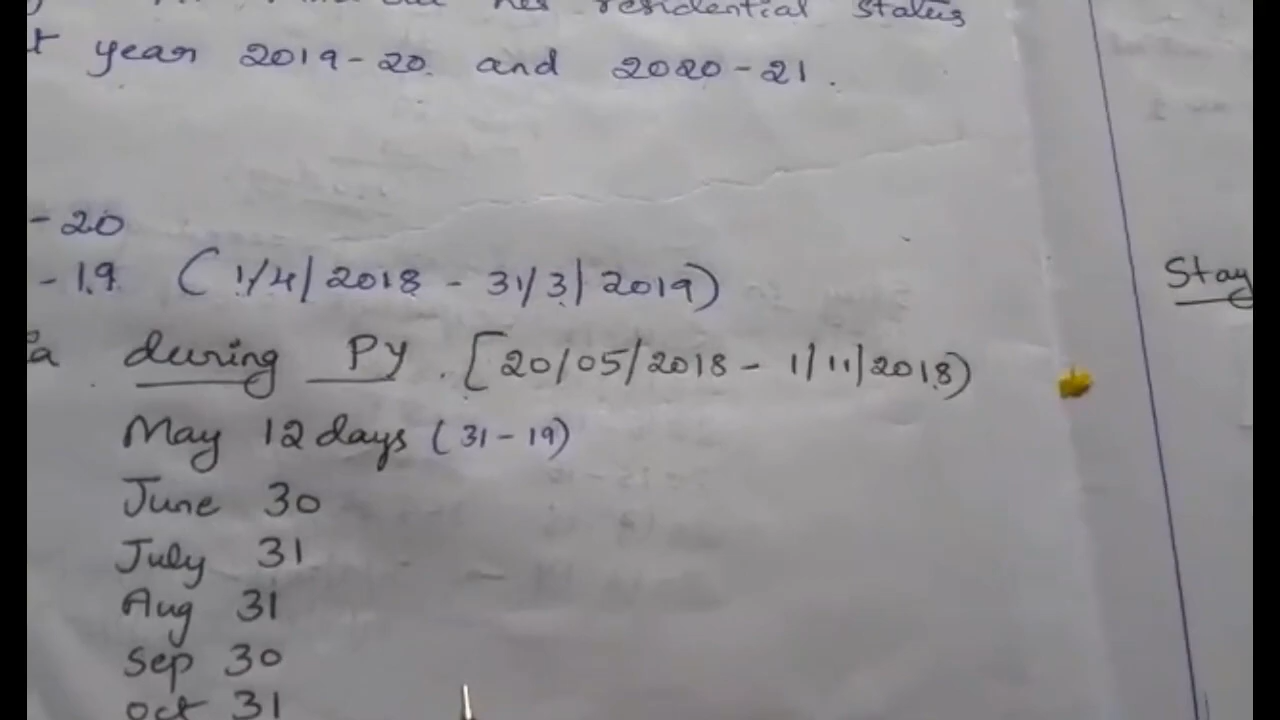 residential status
year 2019-20. and 2020-21.
- 20
- 19 (1/4/2018 - 31/3/2019)
during PY. [20/05/2018 - 1/11/2018)
Stay
May 12 days (31-19)
June 30
July 31
Aug 31
Sep 30
Oct 31